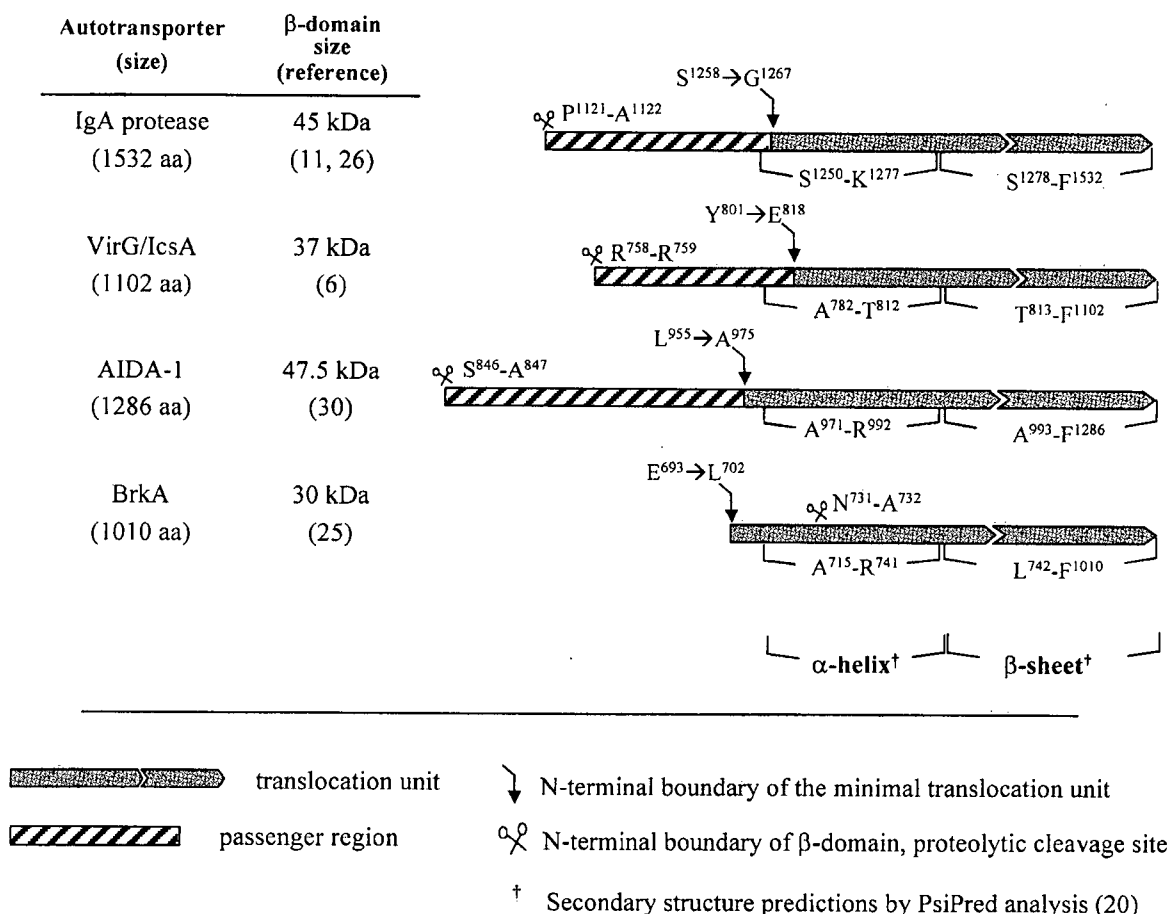 Autotransporter
(size)
β-domain
size
(reference)
S1258→G1267
IgA protease
45 kDa
P1121-A1122
(1532 aa)
(11, 26)
S1250-K1277
S1278-F1532
Y801→E818
VirG/IcsA
37 kDa
R758-R759
(1102 aa)
(6)
A782-T812
T813-F1102
L955→A975
AIDA-1
47.5 kDa
S846-A847
(1286 aa)
(30)
A971-R992
A993-F1286
E693→L702
BrkA
30 kDa
N731-A732
(1010 aa)
(25)
A715-R741
L742-F1010
α-helix†
β-sheet†
translocation unit
N-terminal boundary of the minimal translocation unit
passenger region
N-terminal boundary of β-domain, proteolytic cleavage site
† Secondary structure predictions by PsiPred analysis (20)